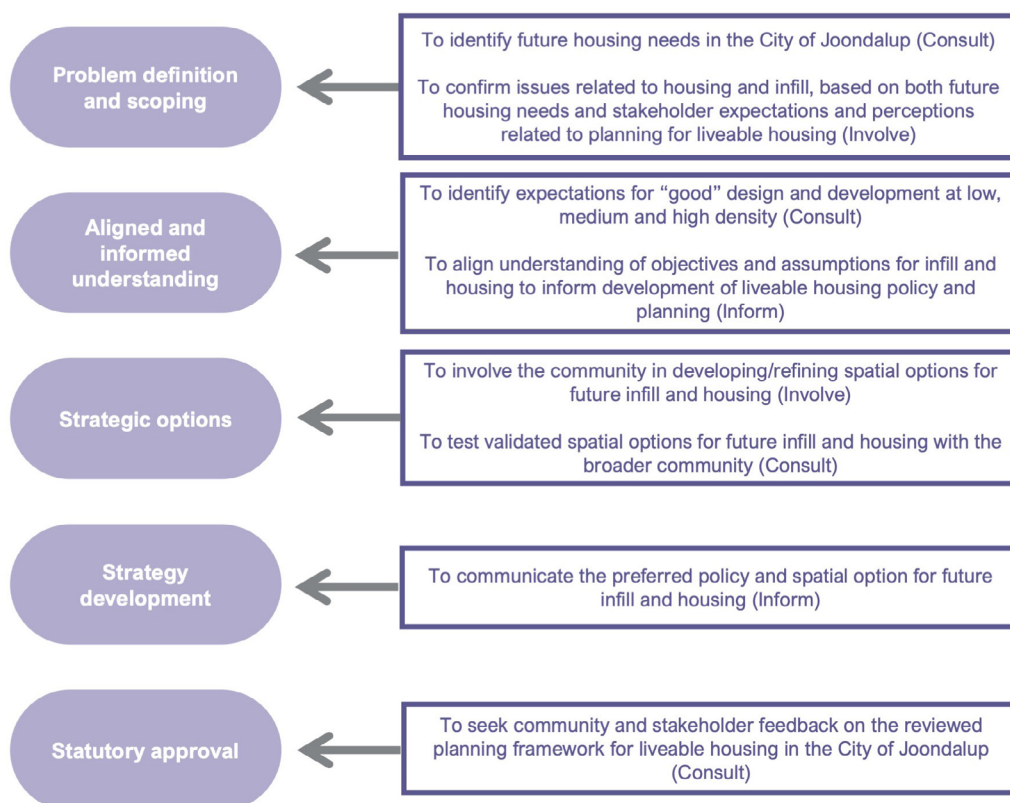 Problem definition
and scoping
To identify future housing needs in the City of Joondalup (Consult)
To confirm issues related to housing and infill, based on both future
housing needs and stakeholder expectations and perceptions
related to planning for liveable housing (Involve)
Aligned and
informed
understanding
To identify expectations for “good” design and development at low,
medium and high density (Consult)
To align understanding of objectives and assumptions for infill and
housing to inform development of liveable housing policy and
planning (Inform)
Strategic options
To involve the community in developing/refining spatial options for
future infill and housing (Involve)
To test validated spatial options for future infill and housing with the
broader community (Consult)
Strategy
development
To communicate the preferred policy and spatial option for future
infill and housing (Inform)
Statutory approval
To seek community and stakeholder feedback on the reviewed
planning framework for liveable housing in the City of Joondalup
(Consult)